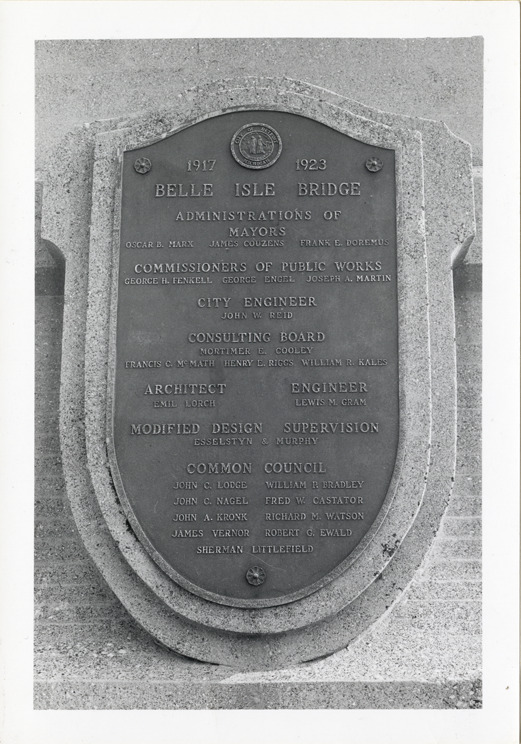 1917 1923
BELLE ISLE BRIDGE
ADMINISTRATIONS OF
MAYORS
OSCAR B. MARX JAMES COUZENS FRANK E. DOREMUS
COMMISSIONERS OF PUBLIC WORKS
GEORGE H. FENKELL GEORGE ENGEL JOSEPH A. MARTIN
CITY ENGINEER
JOHN W. REID
CONSULTING BOARD
MORTIMER E. COOLEY
FRANCIS C. McMATH HENRY E. RIGGS WILLIAM R. KALES
ARCHITECT ENGINEER
EMIL LORCH LEWIS M. GRAM
MODIFIED DESIGN SUPERVISION
ESSELSTYN & MURPHY
COMMON COUNCIL
JOHN C. LODGE WILLIAM P. BRADLEY
JOHN C. NAGEL FRED W. CASTATOR
JOHN A. KRONK RICHARD M. WATSON
JAMES VERNOR ROBERT G. EWALD
SHERMAN LITTLEFIELD